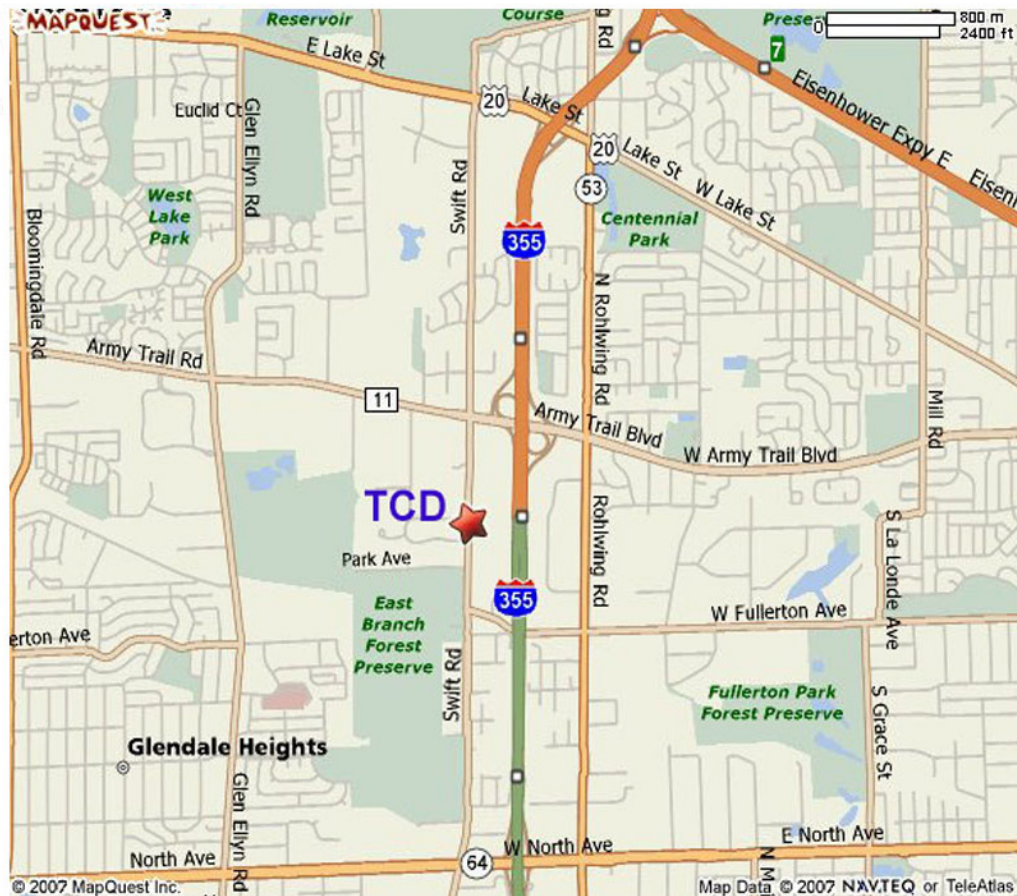 MAPQUEST
Reservoir
Course
Preserve
0
800 m
2400 ft
7
E Lake St
Rd
Euclid Ct
Glen Ellyn Rd
20
Lake St
Eisenhower Expy E
20
Lake St
W Lake St
53
West
Lake
Park
Swift Rd
Centennial
Park
355
Bloomingdale Rd
N Rohlwing Rd
Army Trail Rd
11
Army Trail Blvd
W Army Trail Blvd
Mill Rd
TCD
Rohlwing Rd
S La Londe Ave
Park Ave
355
W Fullerton Ave
East
Branch
Forest
Preserve
erton Ave
Swift Rd
Fullerton Park
Forest Preserve
S Grace St
Glendale Heights
Glen Ellyn Rd
North Ave
64
W North Ave
E North Ave
N M
© 2007 MapQuest Inc.
Map Data © 2007 NAVTEQ or TeleAtlas